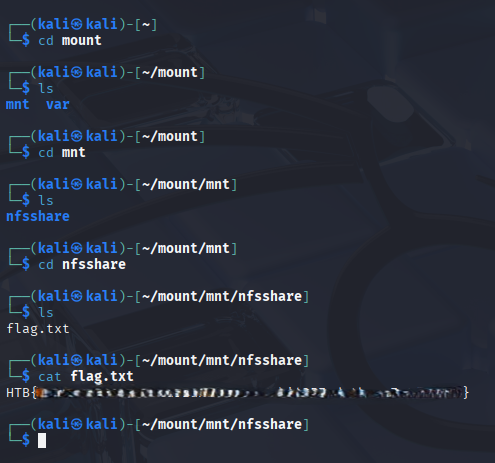 ┌──(kali㉿kali)-[~]
└─$ cd mount
┌──(kali㉿kali)-[~/mount]
└─$ ls
mnt  var
┌──(kali㉿kali)-[~/mount]
└─$ cd mnt
┌──(kali㉿kali)-[~/mount/mnt]
└─$ ls
nfsshare
┌──(kali㉿kali)-[~/mount/mnt]
└─$ cd nfsshare
┌──(kali㉿kali)-[~/mount/mnt/nfsshare]
└─$ ls
flag.txt
┌──(kali㉿kali)-[~/mount/mnt/nfsshare]
└─$ cat flag.txt
HTB{ }
┌──(kali㉿kali)-[~/mount/mnt/nfsshare]
└─$